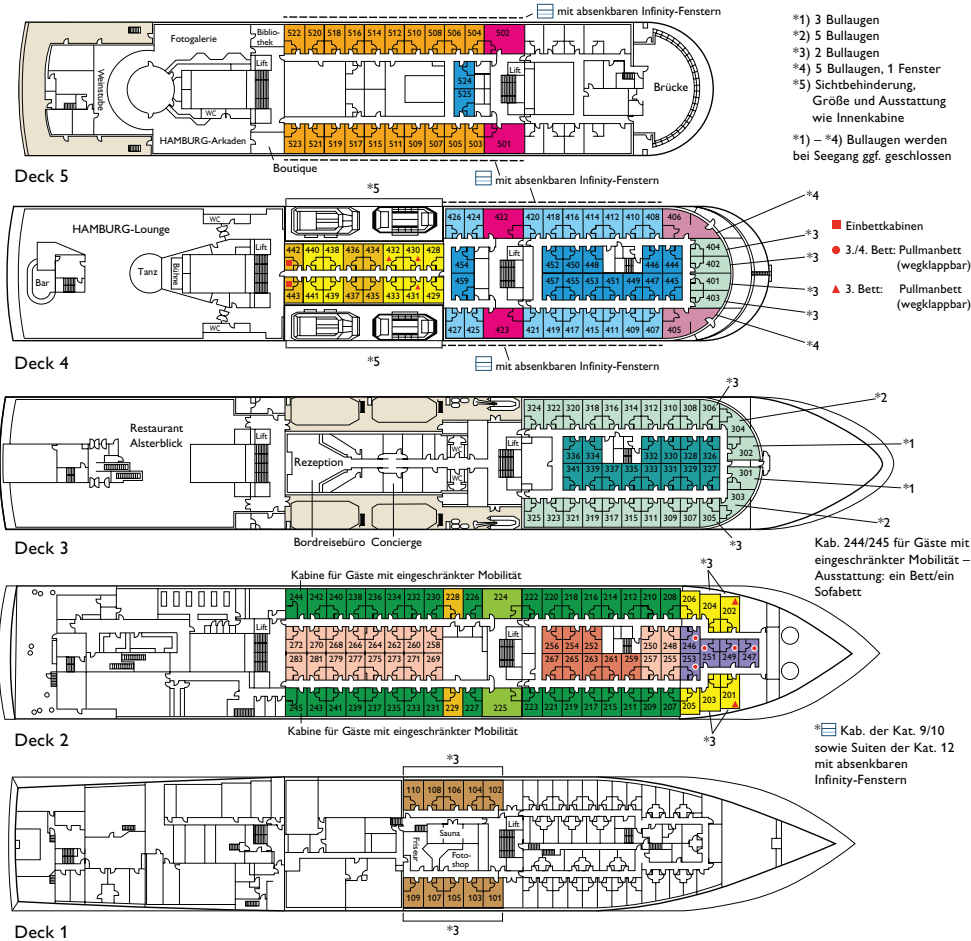 mit absenkbaren Infinity-Fenstern
Fotogalerie
Biblio-
thek
522 520 518 516 514 512 510 508 506 504 502
Lift
Weinstube
WC
524
525
Lift
Brücke
HAMBURG-Arkaden
523 521 519 517 515 511 509 507 505 503 501
Boutique
Deck 5
mit absenkbaren Infinity-Fenstern
*1) 3 Bullaugen
*2) 5 Bullaugen
*3) 2 Bullaugen
*4) 5 Bullaugen, 1 Fenster
*5) Sichtbehinderung,
Größe und Ausstattung
wie Innenkabine
*1) – *4) Bullaugen werden
bei Seegang ggf. geschlossen
*5
*4
*3
*3
*3
*3
*4
HAMBURG-Lounge
WC
426 424 422 420 418 416 414 412 410 408 406
Lift
442 440 438 436 434 432 430 428
454 452 450 448 446 444
404
402
Bar
Tanz
Bühne
459 457 455 453 451 449 447 445
401
403
443 441 439 437 435 433 431 429
WC
427 425 423 421 419 417 415 411 409 407 405
Deck 4
*5
mit absenkbaren Infinity-Fenstern
Einbettkabinen
3./4. Bett: Pullmanbett
(wegklappbar)
3. Bett: Pullmanbett
(wegklappbar)
*3
*2
*1
*1
*2
*3
Restaurant
Alsterblick
Lift
Rezeption
WC
WC
Lift
324 322 320 318 316 314 312 310 308 306
304
302
336 334 332 330 328 326
341 339 337 335 333 331 329 327
301
303
325 323 321 319 317 315 311 309 307 305
Bordreisebüro Concierge
Deck 3
Kab. 244/245 für Gäste mit
eingeschränkter Mobilität –
Ausstattung: ein Bett/ein
Sofabett
Kabine für Gäste mit eingeschränkter Mobilität
*3
244 242 240 238 236 234 232 230 228 226 224 222 220 218 216 214 212 210 208 206 204 202
Lift
272 270 268 266 264 262 260 258
Lift
256 254 252 250 248 246
283 281 279 277 275 273 271 269
267 265 263 261 259 257 255 253 251 249 247
245 243 241 239 237 235 233 231 229 227 225 223 221 219 217 215 211 209 207 205 203 201
Kabine für Gäste mit eingeschränkter Mobilität
*3
Deck 2
* Kab. der Kat. 9/10
sowie Suiten der Kat. 12
mit absenkbaren
Infinity-Fenstern
*3
110 108 106 104 102
Lift
Sauna
Lift
Friseur
Foto-
shop
109 107 105 103 101
*3
Deck 1